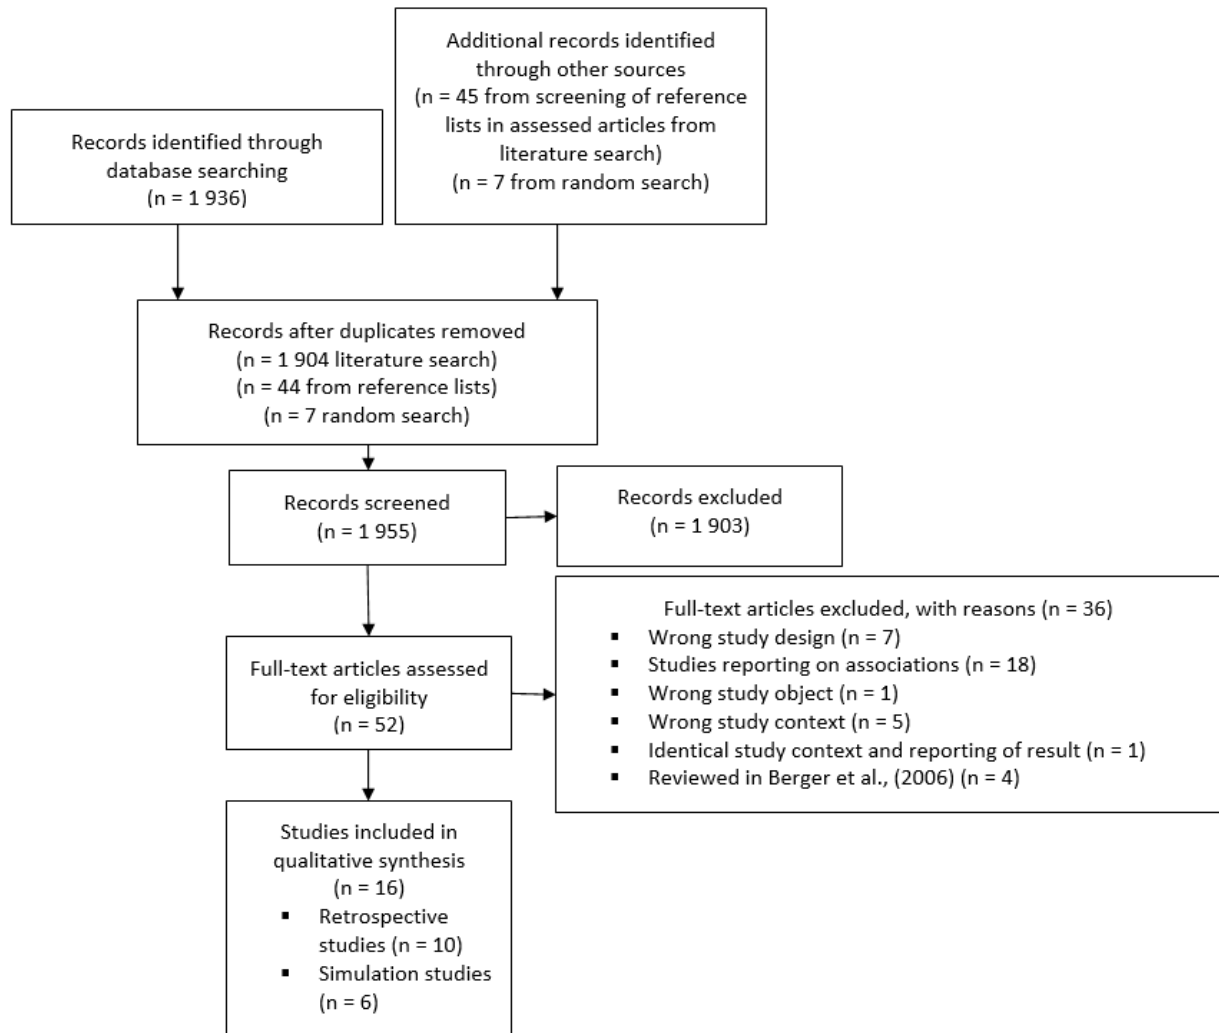 Records identified through
database searching
(n = 1 936)
Additional records identified
through other sources
(n = 45 from screening of reference
lists in assessed articles from
literature search)
(n = 7 from random search)
Records after duplicates removed
(n = 1 904 literature search)
(n = 44 from reference lists)
(n = 7 random search)
Records screened
(n = 1 955)
Records excluded
(n = 1 903)
Full-text articles assessed
for eligibility
(n = 52)
Full-text articles excluded, with reasons (n = 36)
▪ Wrong study design (n = 7)
▪ Studies reporting on associations (n = 18)
▪ Wrong study object (n = 1)
▪ Wrong study context (n = 5)
▪ Identical study context and reporting of result (n = 1)
▪ Reviewed in Berger et al., (2006) (n = 4)
Studies included in
qualitative synthesis
(n = 16)
▪ Retrospective
studies (n = 10)
▪ Simulation studies
(n = 6)